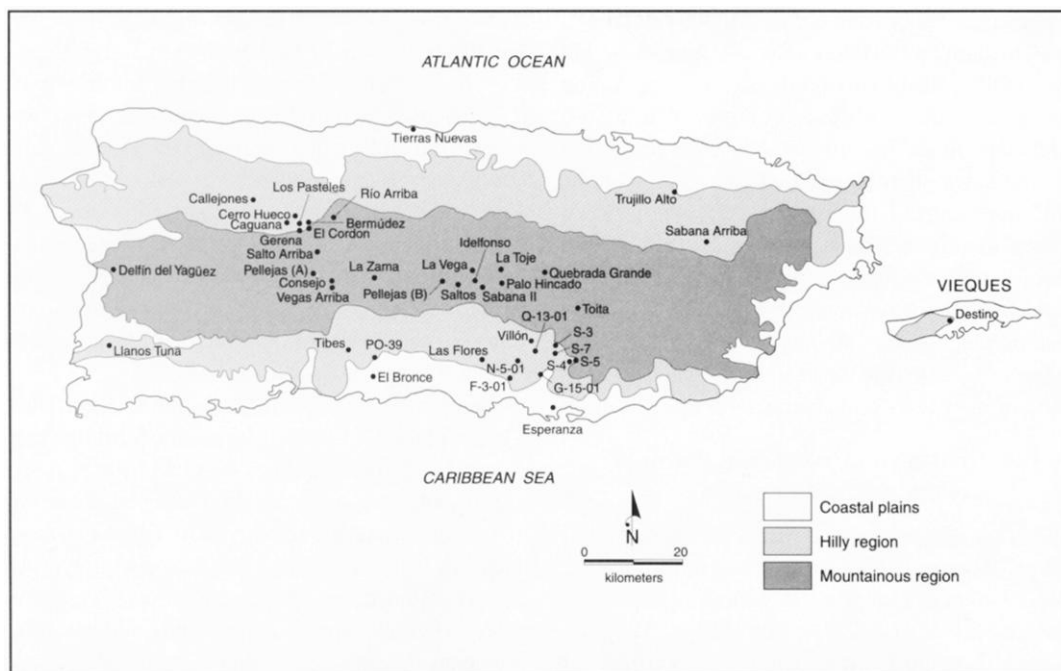 ATLANTIC OCEAN
Tierras Nuevas
Los Pasteles
Río Arriba
Callejones
Trujillo Alto
Cerro Hueco
Bermúdez
Caguana
El Cordon
Gerena
Idelfonso
Sabana Arriba
Salto Arriba
La Toje
Delfín del Yagüez
Pellejas (A)
La Zama
La Vega
Quebrada Grande
Consejo
Palo Hincado
Vegas Arriba
Pellejas (B)
Saltos
Sabana II
VIEQUES
Toita
Destino
Q-13-01
Villón
S-3
Llanos Tuna
Tibes
PO-39
Las Flores
S-7
S-4
S-5
El Bronce
N-5-01
F-3-01
G-15-01
Esperanza
CARIBBEAN SEA
N
0 20
kilometers
Coastal plains
Hilly region
Mountainous region